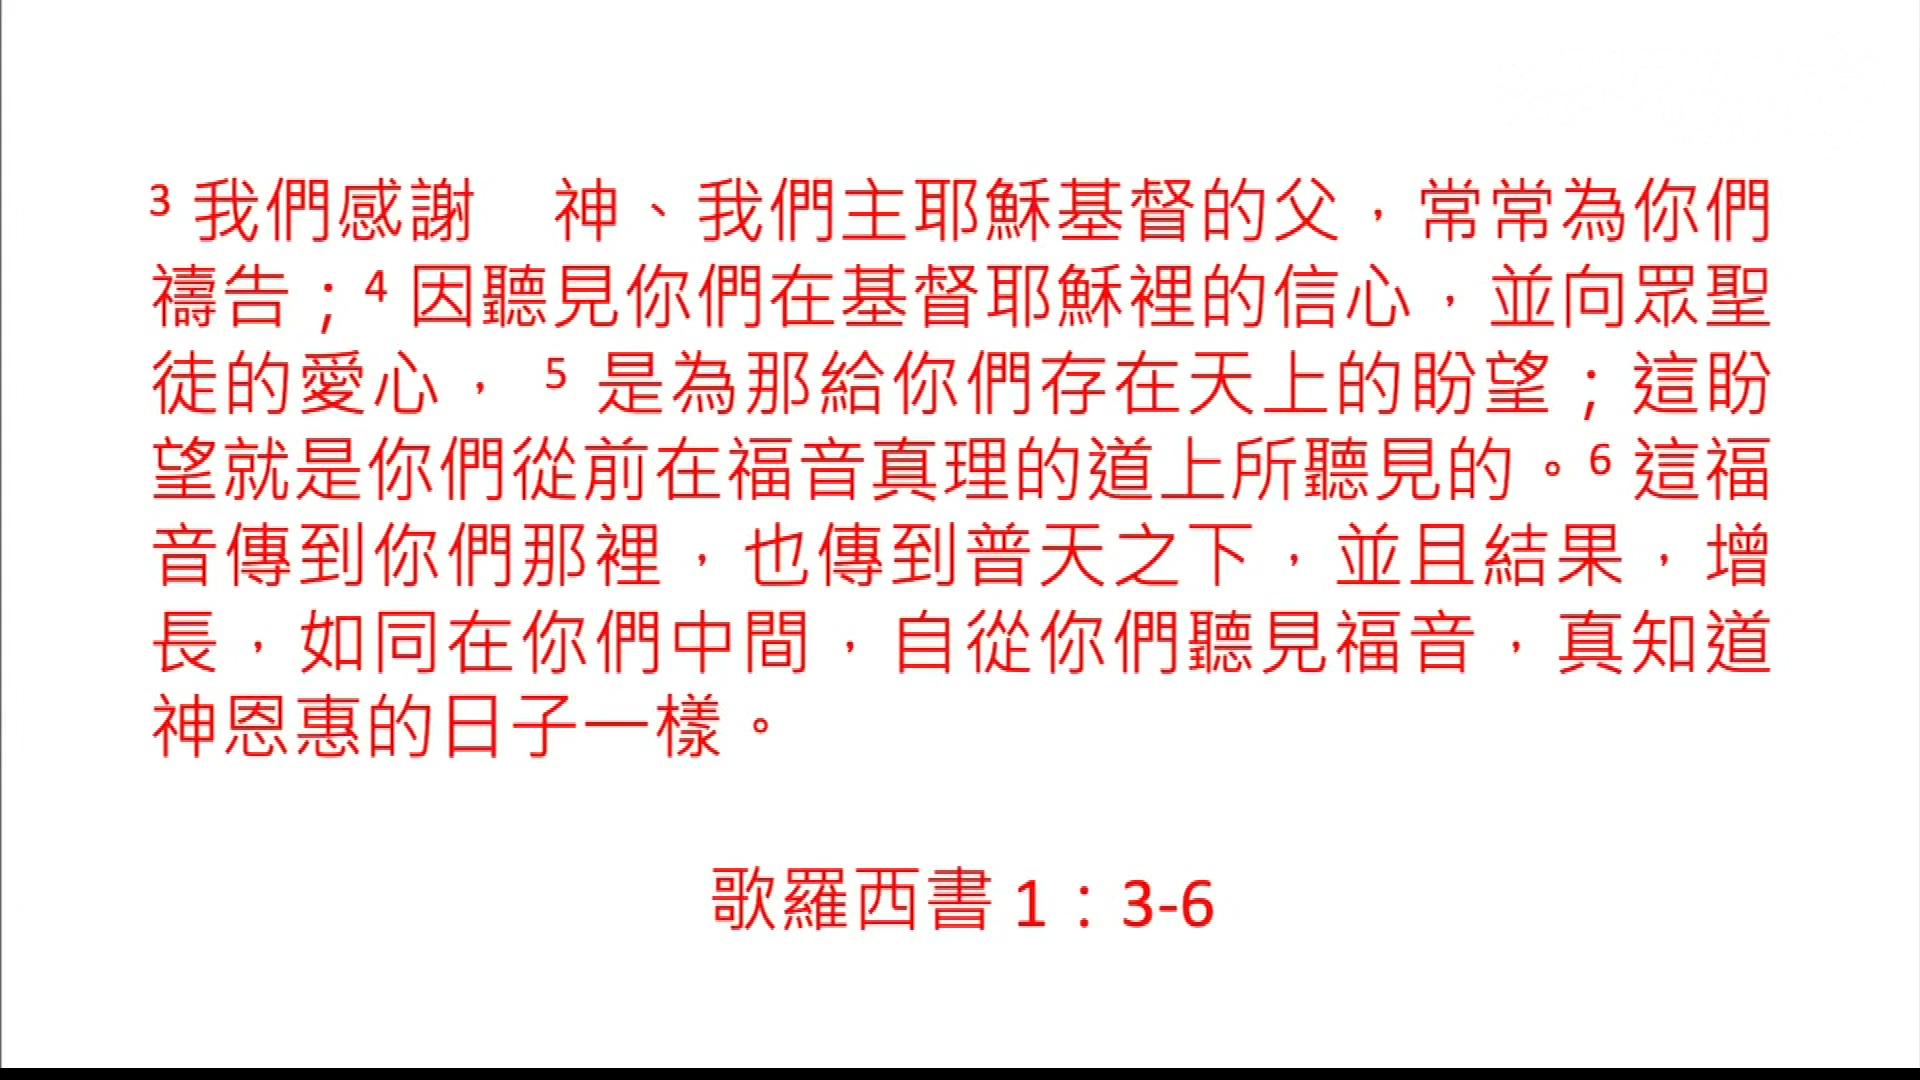 ³ 我們感謝　神、我們主耶穌基督的父，常常為你們
禱告；⁴ 因聽見你們在基督耶穌裡的信心，並向眾聖
徒的愛心， ⁵ 是為那給你們存在天上的盼望；這盼
望就是你們從前在福音真理的道上所聽見的。⁶ 這福
音傳到你們那裡，也傳到普天之下，並且結果，增
長，如同在你們中間，自從你們聽見福音，真知道
神恩惠的日子一樣。
歌羅西書 1：3-6